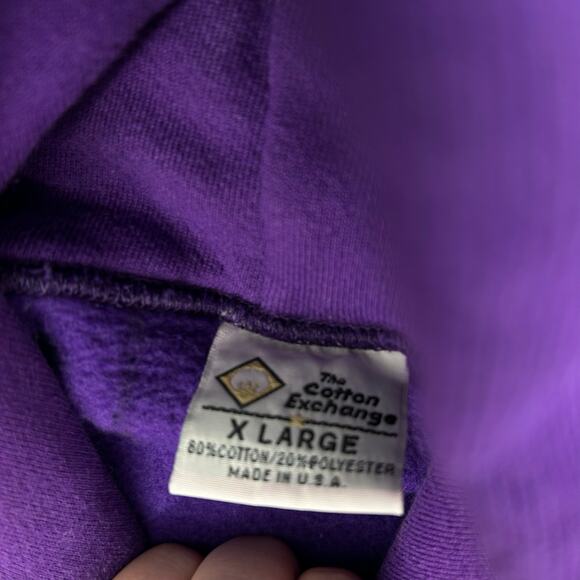 The
Cotton
Exchange
X LARGE
80%COTTON/20%POLYESTER
MADE IN U.S.A.